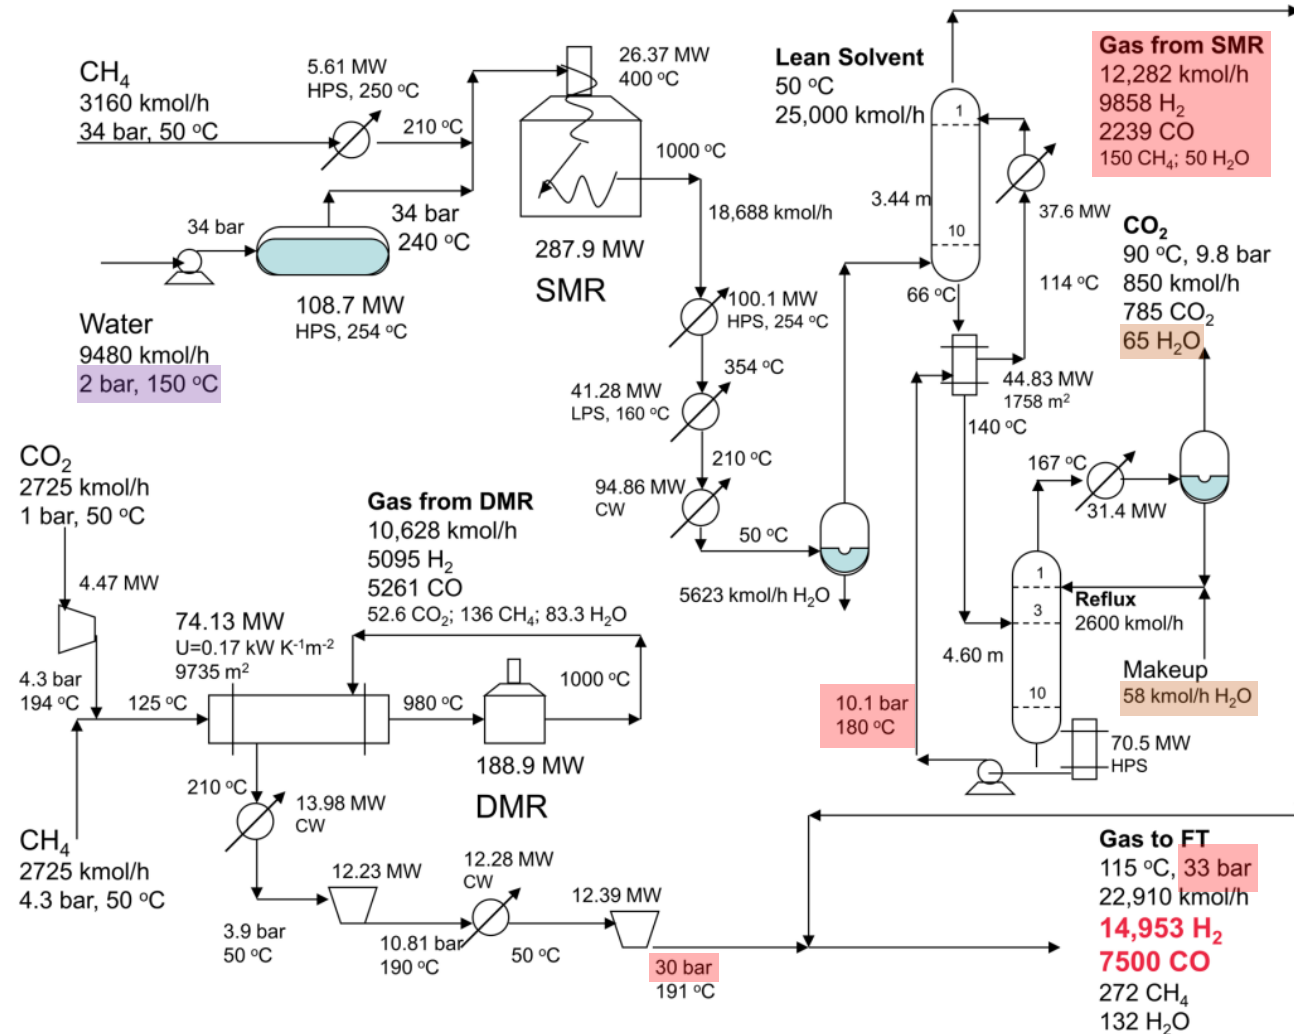 CH₄
3160 kmol/h
34 bar, 50 °C
5.61 MW
HPS, 250 °C
210 °C
26.37 MW
400 °C
1000 °C
18,688 kmol/h
287.9 MW
SMR
34 bar
34 bar
240 °C
108.7 MW
HPS, 254 °C
Water
9480 kmol/h
2 bar, 150 °C
100.1 MW
HPS, 254 °C
354 °C
41.28 MW
LPS, 160 °C
210 °C
94.86 MW
CW
50 °C
5623 kmol/h H₂O
Lean Solvent
50 °C
25,000 kmol/h
1
3.44 m
10
37.6 MW
66 °C
114 °C
44.83 MW
1758 m²
140 °C
Gas from SMR
12,282 kmol/h
9858 H₂
2239 CO
150 CH₄; 50 H₂O
CO₂
90 °C, 9.8 bar
850 kmol/h
785 CO₂
65 H₂O
167 °C
31.4 MW
1
Reflux
2600 kmol/h
3
4.60 m
10
Makeup
58 kmol/h H₂O
10.1 bar
180 °C
70.5 MW
HPS
CO₂
2725 kmol/h
1 bar, 50 °C
4.47 MW
4.3 bar
194 °C
125 °C
74.13 MW
U=0.17 kW K⁻¹m⁻²
9735 m²
Gas from DMR
10,628 kmol/h
5095 H₂
5261 CO
52.6 CO₂; 136 CH₄; 83.3 H₂O
980 °C
1000 °C
188.9 MW
DMR
210 °C
13.98 MW
CW
CH₄
2725 kmol/h
4.3 bar, 50 °C
3.9 bar
50 °C
12.23 MW
10.81 bar
190 °C
12.28 MW
CW
50 °C
12.39 MW
30 bar
191 °C
Gas to FT
115 °C, 33 bar
22,910 kmol/h
14,953 H₂
7500 CO
272 CH₄
132 H₂O